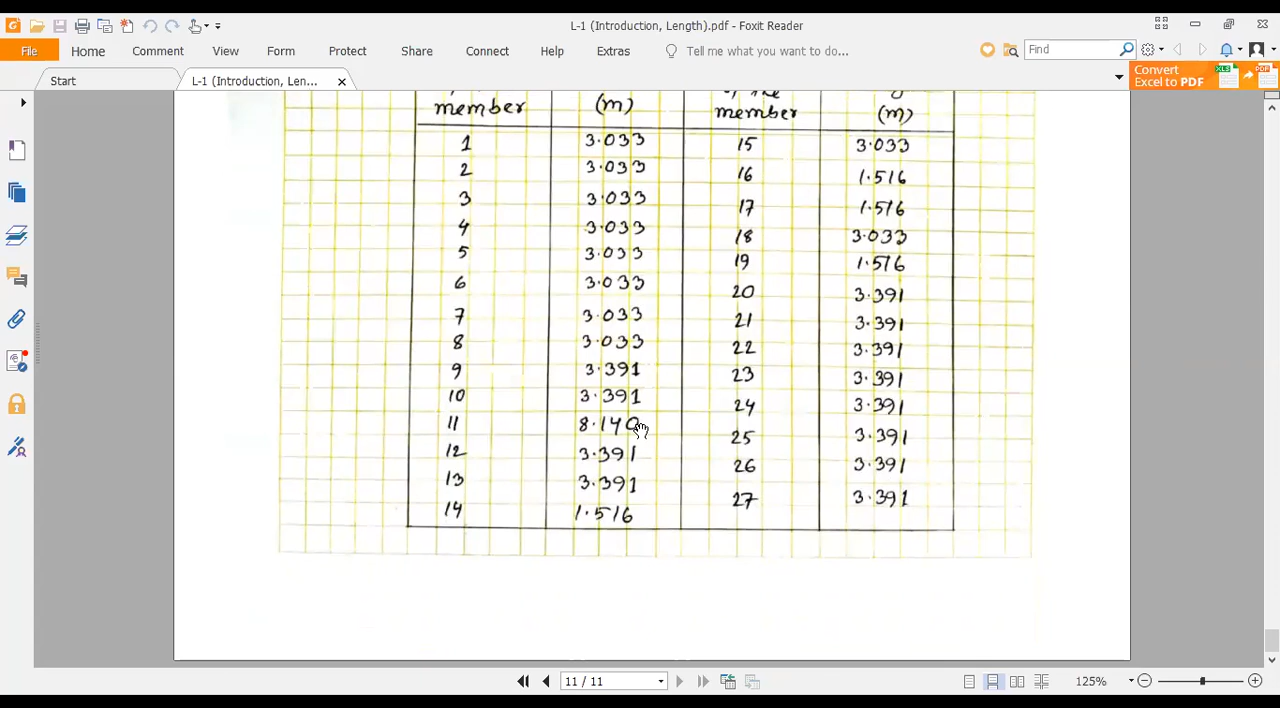 L-1 (Introduction, Length).pdf - Foxit Reader
File Home Comment View Form Protect Share Connect Help Extras Tell me what you want to do... Find
Start L-1 (Introduction, Len... Convert
Excel to PDF
of the
member (m) member (m)
1 3.033 15 3.033
2 3.033 16 1.516
3 3.033 17 1.516
4 3.033 18 3.033
5 3.033 19 1.516
6 3.033 20 3.391
7 3.033 21 3.391
8 3.033 22 3.391
9 3.391 23 3.391
10 3.391 24 3.391
11 8.140 25 3.391
12 3.391 26 3.391
13 3.391 27 3.391
14 1.516
11 / 11 125%